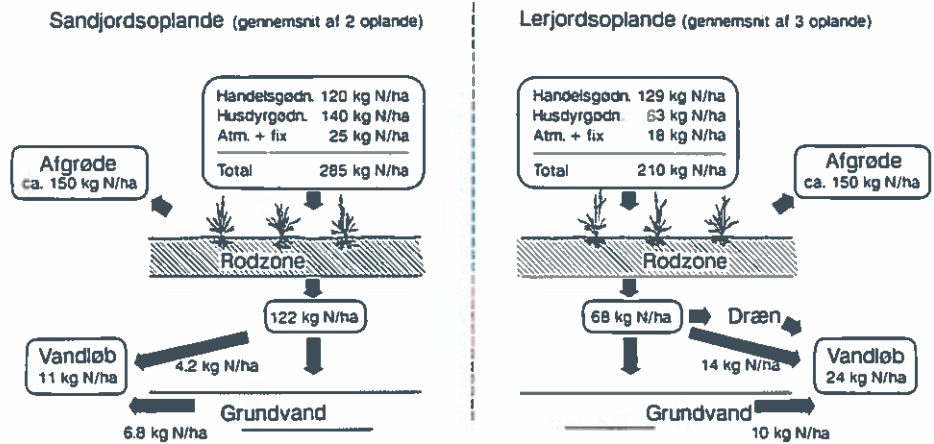 Sandjordsoplande (gennemsnit af 2 oplande)
Handelsgødn. 120 kg N/ha
Husdyrgødn. 140 kg N/ha
Atm. + fix 25 kg N/ha
Total 285 kg N/ha
Afgrøde
ca. 150 kg N/ha
Rodzone
122 kg N/ha
Vandløb
11 kg N/ha
4.2 kg N/ha
Grundvand
6.8 kg N/ha
Lerjordsoplande (gennemsnit af 3 oplande)
Handelsgødn. 129 kg N/ha
Husdyrgødn. 63 kg N/ha
Atm. + fix 18 kg N/ha
Total 210 kg N/ha
Afgrøde
ca. 150 kg N/ha
Rodzone
68 kg N/ha
Dræn
14 kg N/ha
Vandløb
24 kg N/ha
Grundvand
10 kg N/ha